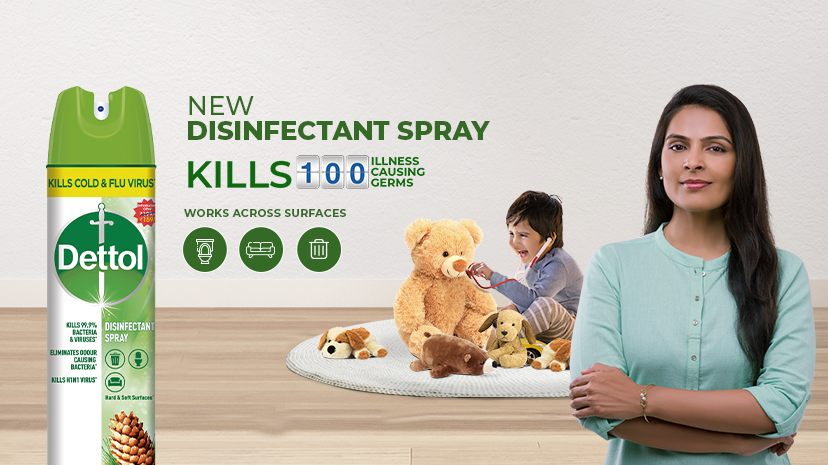 NEW
DISINFECTANT SPRAY
KILLS 100 ILLNESS
CAUSING
GERMS
WORKS ACROSS SURFACES
KILLS COLD & FLU VIRUS*
Dettol
KILLS 99.9%
BACTERIA
& VIRUSES*
ELIMINATES ODOUR
CAUSING
BACTERIA*
KILLS H1N1 VIRUS*
DISINFECTANT
SPRAY
Hard & Soft Surfaces*